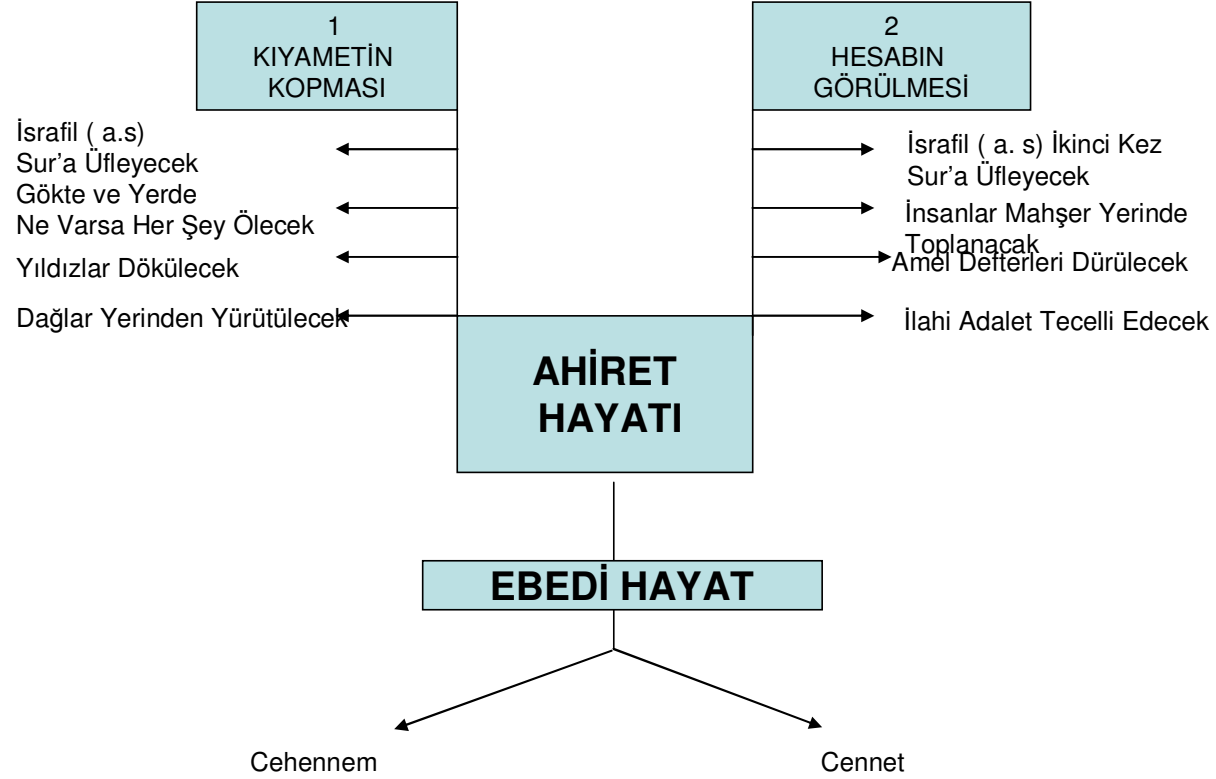 1
KIYAMETİN
KOPMASI
İsrafil ( a.s)
Sur’a Üfleyecek
Gökte ve Yerde
Ne Varsa Her Şey Ölecek
Yıldızlar Dökülecek
Dağlar Yerinden Yürütülecek
2
HESABIN
GÖRÜLMESİ
İsrafil ( a. s) İkinci Kez
Sur’a Üfleyecek
İnsanlar Mahşer Yerinde
Toplanacak
Amel Defterleri Dürülecek
İlahi Adalet Tecelli Edecek
AHİRET
HAYATI
EBEDİ HAYAT
Cehennem
Cennet